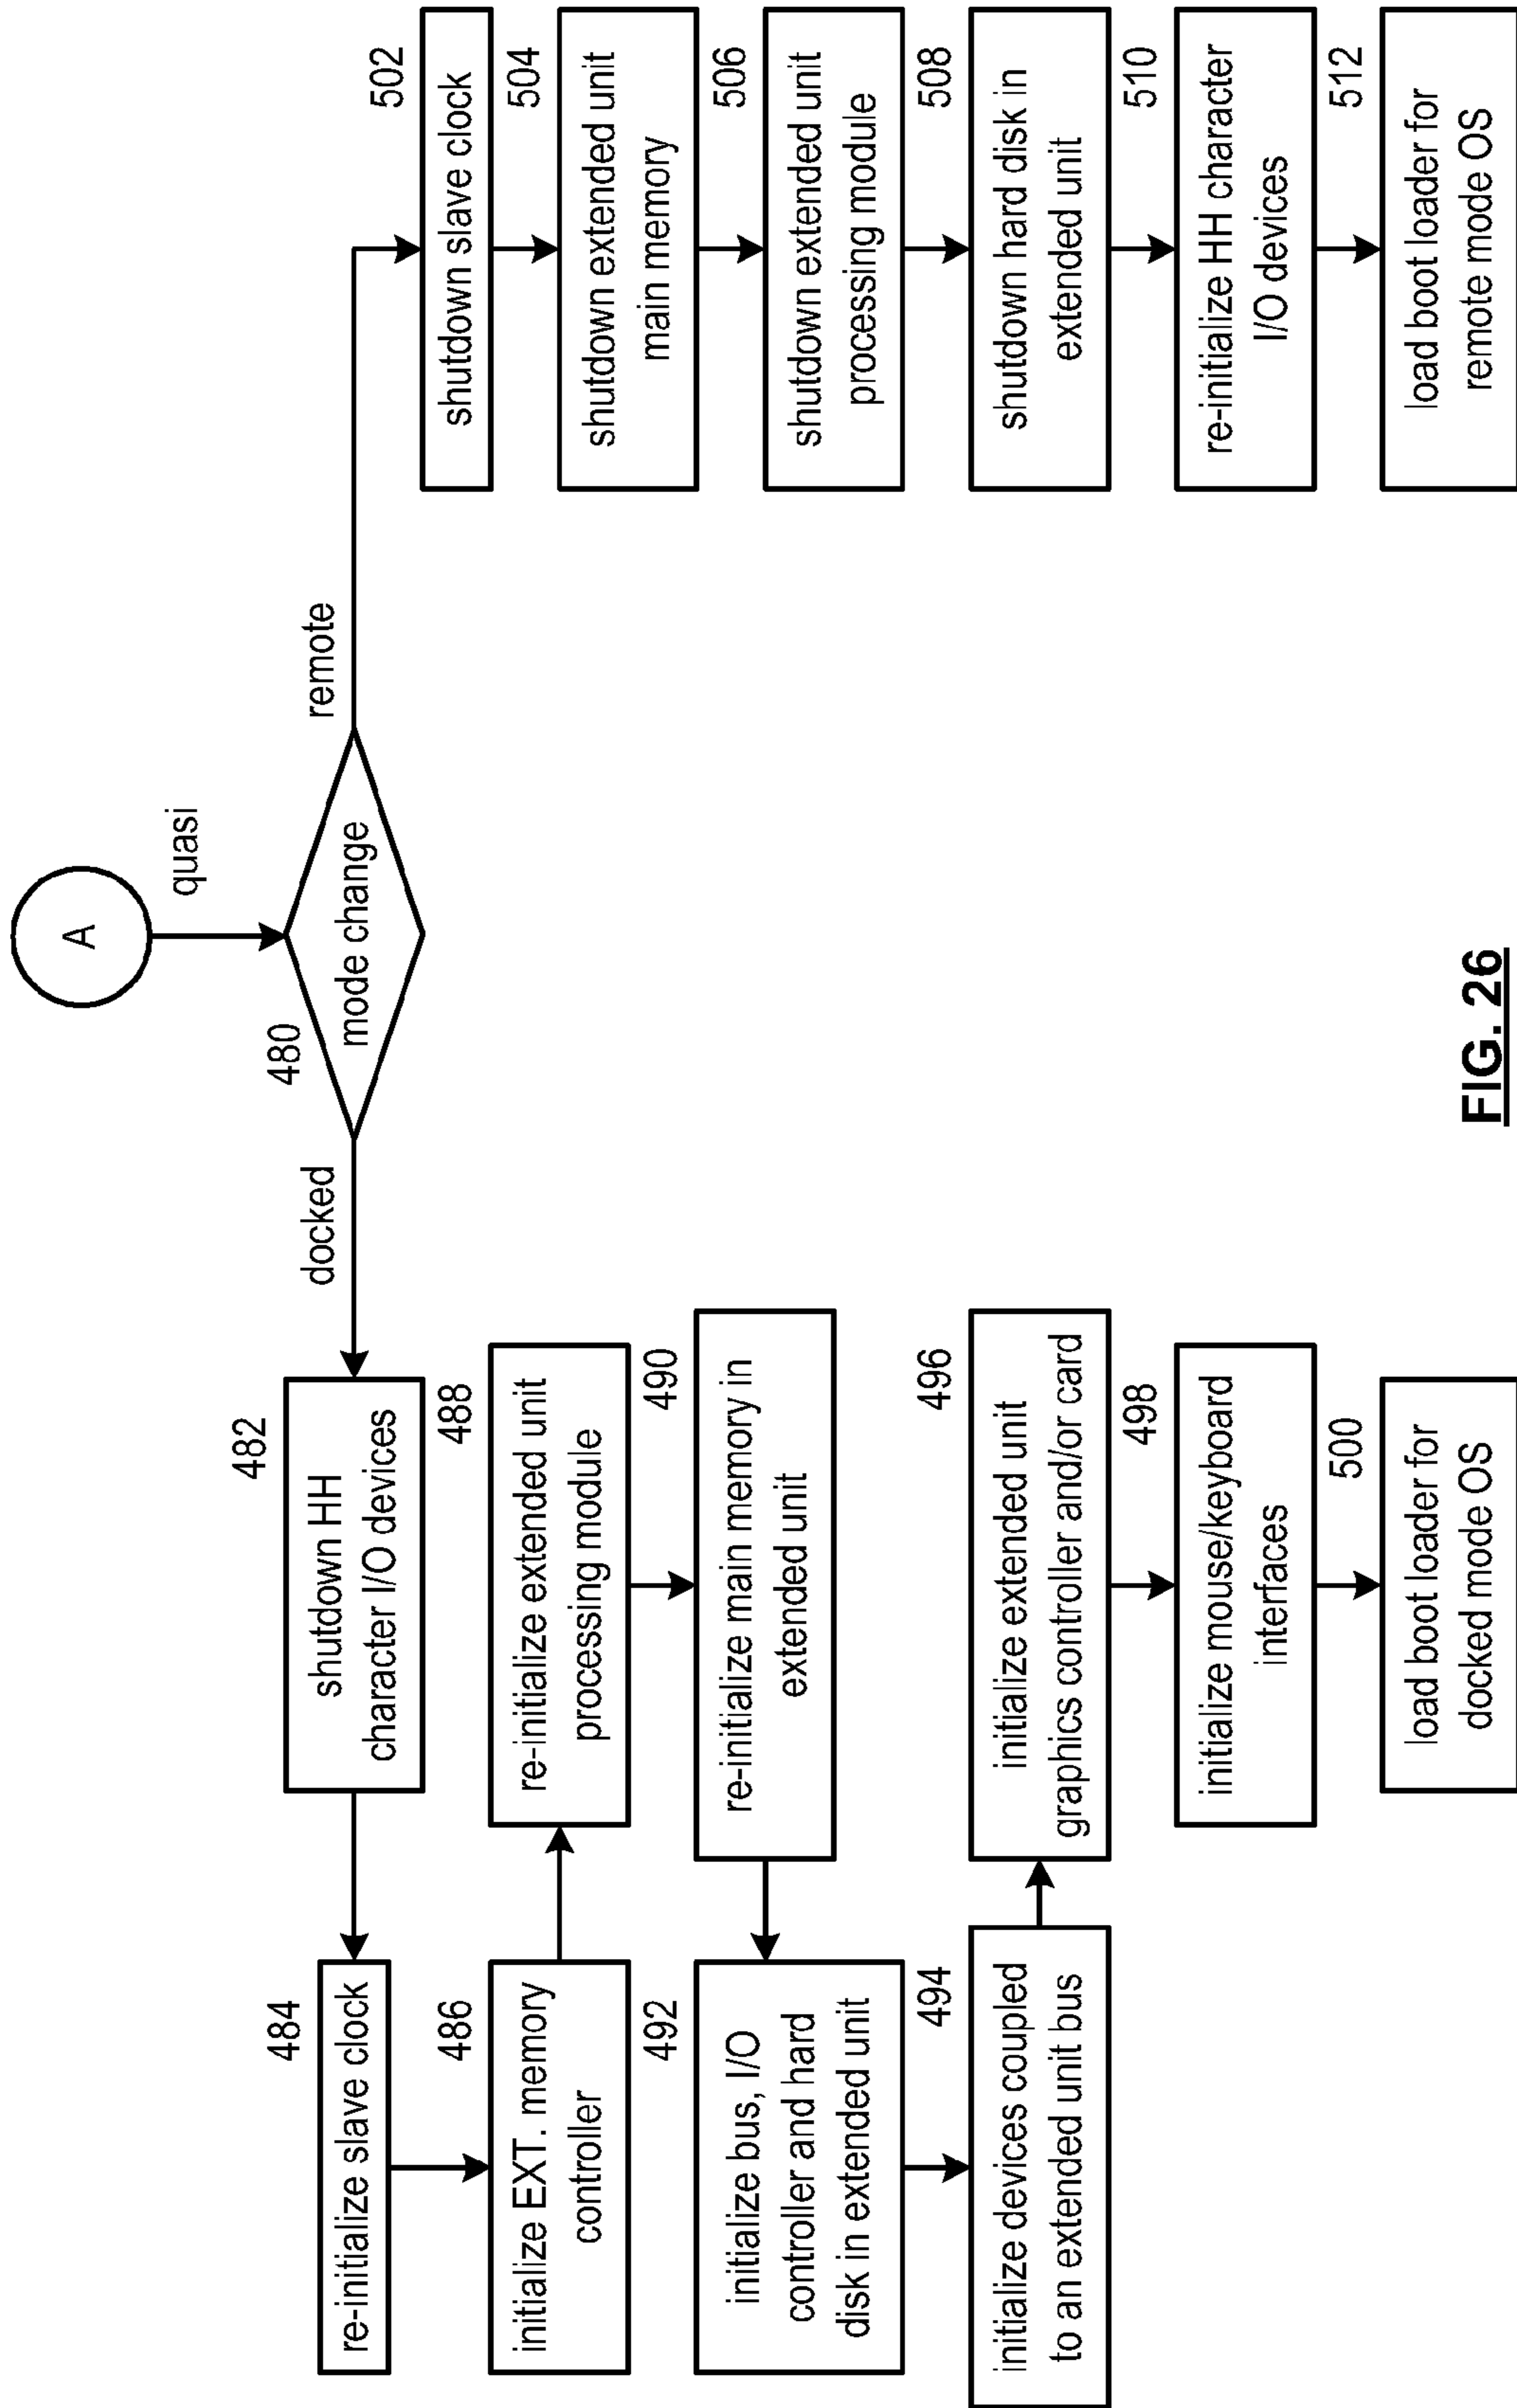 A
quasi
480
mode change
docked
remote
482
shutdown HH
character I/O devices
484
re-initialize slave clock
486
initialize EXT. memory
controller
488
re-initialize extended unit
processing module
490
re-initialize main memory in
extended unit
492
initialize bus, I/O
controller and hard
disk in extended unit
494
initialize devices coupled
to an extended unit bus
496
initialize extended unit
graphics controller and/or card
498
initialize mouse/keyboard
interfaces
500
load boot loader for
docked mode OS
502
shutdown slave clock
504
shutdown extended unit
main memory
506
shutdown extended unit
processing module
508
shutdown hard disk in
extended unit
510
re-initialize HH character
I/O devices
512
load boot loader for
remote mode OS
FIG. 26